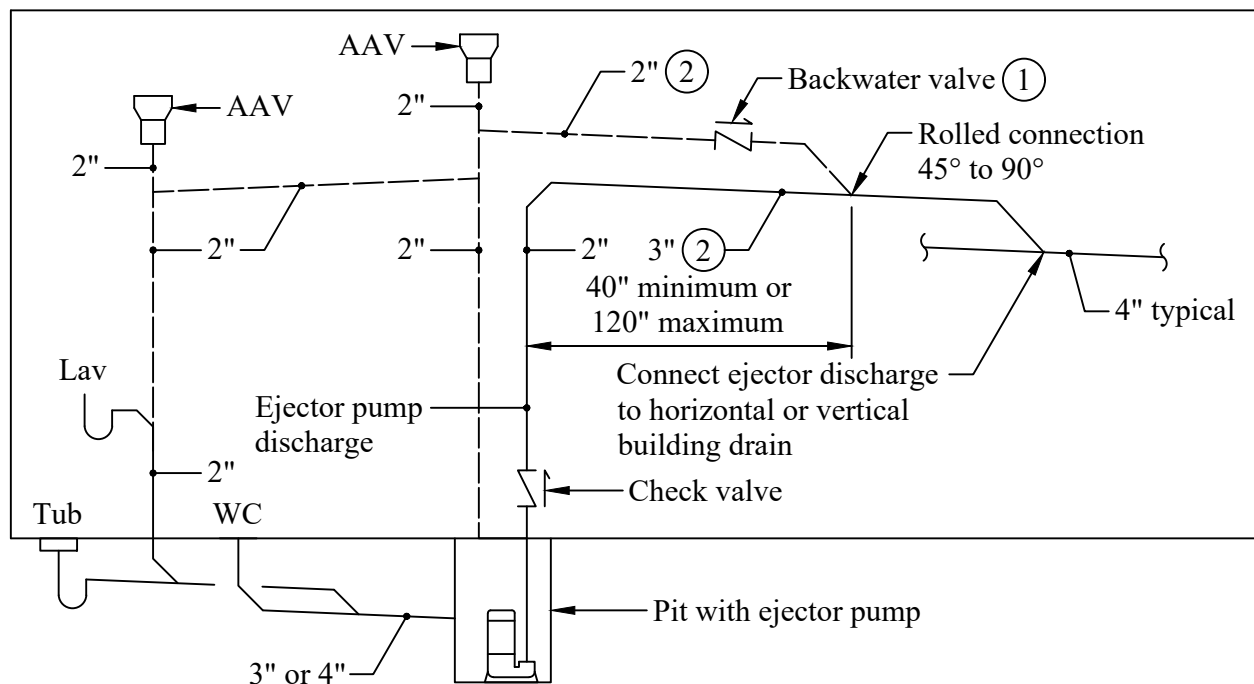 AAV
2" 2
Backwater valve 1
AAV
2"
Rolled connection
45° to 90°
2"
2"
2"
2"
3" 2
40" minimum or
120" maximum
4" typical
Lav
Connect ejector discharge
to horizontal or vertical
building drain
Ejector pump
discharge
2"
Check valve
Tub
WC
Pit with ejector pump
3" or 4"